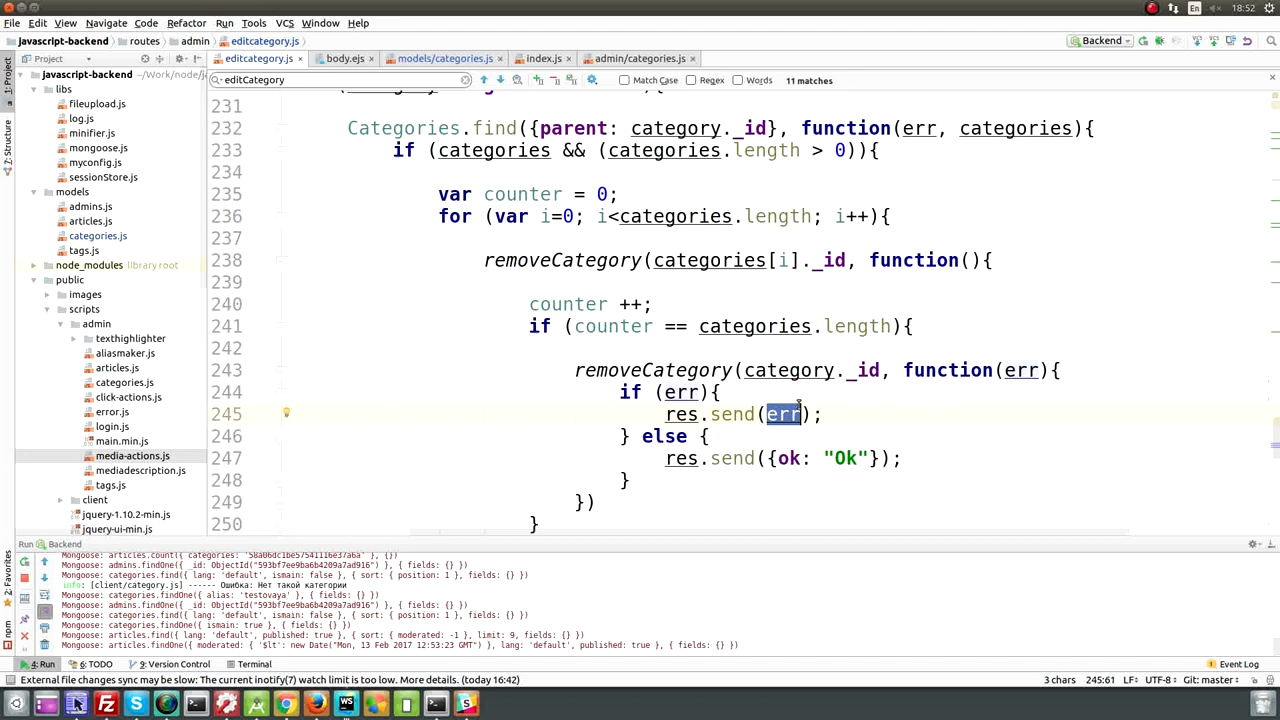 18:52
En
File Edit View Navigate Code Refactor Run Tools VCS Window Help
javascript-backend routes admin editcategory.js
Backend
Project
editcategory.js body.ejs models/categories.js index.js admin/categories.js
editCategory Match Case Regex Words 11 matches
1: Project
7: Structure
2: Favorites
npm
javascript-backend ~/Work/node/j
libs
fileupload.js
log.js
minifier.js
mongoose.js
myconfig.js
sessionStore.js
models
admins.js
articles.js
categories.js
tags.js
node_modules library root
public
images
scripts
admin
texthighlighter
aliasmaker.js
articles.js
categories.js
click-actions.js
error.js
login.js
main.min.js
media-actions.js
mediadescription.js
tags.js
client
jquery-1.10.2-min.js
jquery-ui-min.js
231
232 Categories.find({parent: category._id}, function(err, categories){
233 if (categories && (categories.length > 0)){
234
235 var counter = 0;
236 for (var i=0; i<categories.length; i++){
237
238 removeCategory(categories[i]._id, function(){
239
240 counter ++;
241 if (counter == categories.length){
242
243 removeCategory(category._id, function(err){
244 if (err){
245 res.send(err);
246 } else {
247 res.send({ok: "Ok"});
248 }
249 })
250 }
Run Backend
Mongoose: articles.count({ categories: '58a06dc1be57541116e37a6a' }, {})
Mongoose: admins.findOne({ _id: ObjectId("593bf7ee9ba6b4209a7ad916") }, { fields: {} })
Mongoose: categories.find({ lang: 'default', ismain: false }, { sort: { position: 1 }, fields: {} })
info: [client/category.js] ------ Ошибка: Нет такой категории
Mongoose: categories.findOne({ alias: 'testovaya' }, { fields: {} })
Mongoose: admins.findOne({ _id: ObjectId("593bf7ee9ba6b4209a7ad916") }, { fields: {} })
Mongoose: categories.find({ lang: 'default', ismain: false }, { sort: { position: 1 }, fields: {} })
Mongoose: categories.findOne({ ismain: true }, { fields: {} })
Mongoose: articles.find({ lang: 'default', published: true }, { sort: { moderated: -1 }, limit: 9, fields: {} })
Mongoose: articles.findOne({ moderated: { '$lt': new Date("Mon, 13 Feb 2017 12:53:23 GMT") }, lang: 'default', published: true }, { fields: {} })
4: Run 6: TODO 9: Version Control Terminal Event Log
External file changes sync may be slow: The current inotify(7) watch limit is too low. More details. (today 16:42) 3 chars 245:61 LF÷ UTF-8÷ Git: master÷